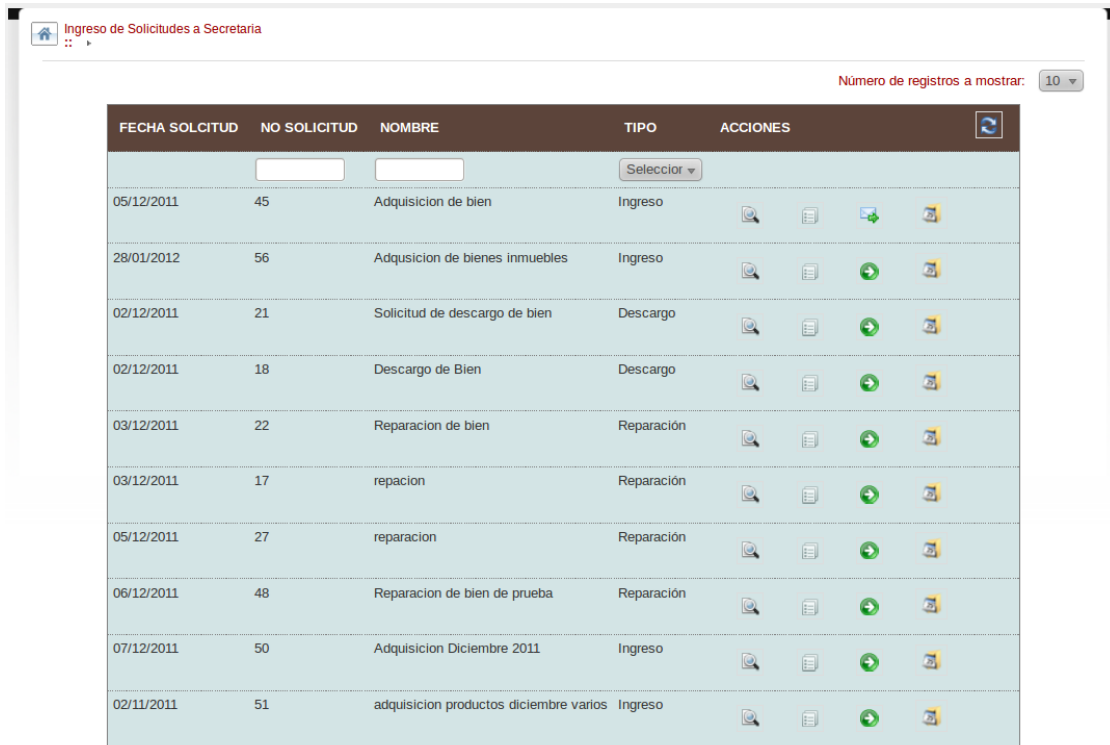 Ingreso de Solicitudes a Secretaria
::
Número de registros a mostrar: 10
FECHA SOLCITUD NO SOLICITUD NOMBRE TIPO ACCIONES
Seleccior
05/12/2011 45 Adquisicion de bien Ingreso
28/01/2012 56 Adqusicion de bienes inmuebles Ingreso
02/12/2011 21 Solicitud de descargo de bien Descargo
02/12/2011 18 Descargo de Bien Descargo
03/12/2011 22 Reparacion de bien Reparación
03/12/2011 17 repacion Reparación
05/12/2011 27 reparacion Reparación
06/12/2011 48 Reparacion de bien de prueba Reparación
07/12/2011 50 Adquisicion Diciembre 2011 Ingreso
02/11/2011 51 adquisicion productos diciembre varios Ingreso